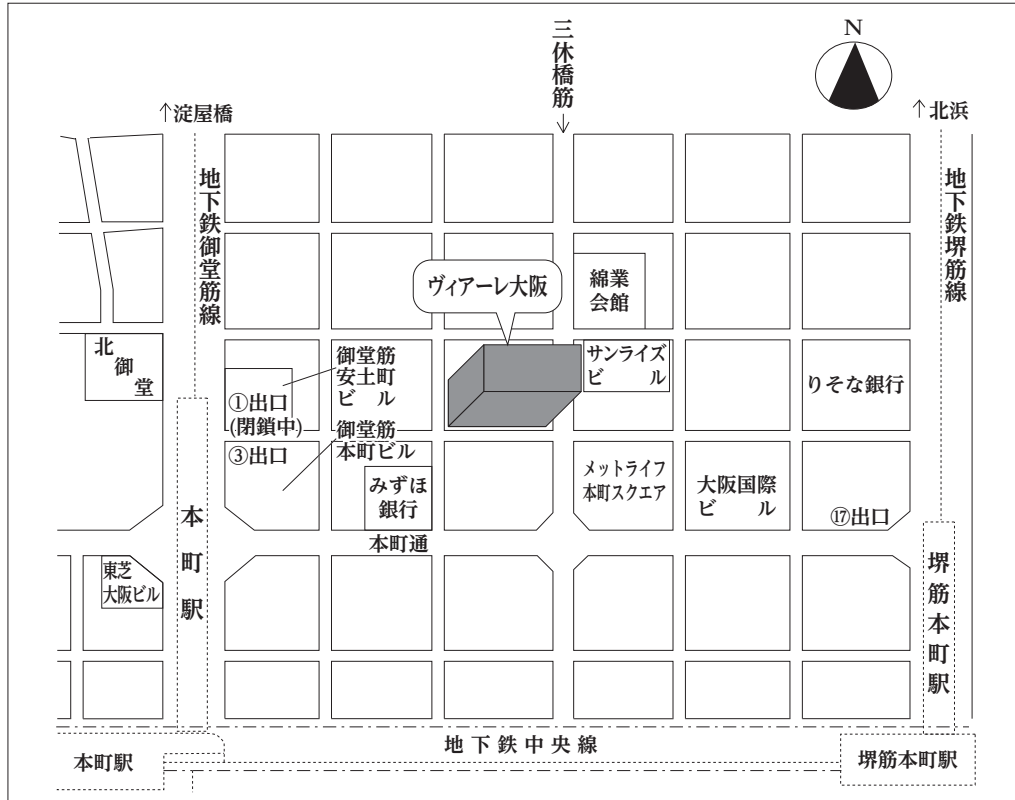 三休橋筋
↓
N
↑淀屋橋
↑北浜
地下鉄御堂筋線
地下鉄堺筋線
ヴィアーレ大阪
綿業
会館
北御堂
御堂筋
安土町
ビル
①出口
(閉鎖中)
サンライズ
ビル
りそな銀行
御堂筋
本町ビル
③出口
みずほ
銀行
メットライフ
本町スクエア
大阪国際
ビル
⑰出口
本町通
本町駅
東芝
大阪ビル
堺筋本町駅
地下鉄中央線
本町駅
堺筋本町駅